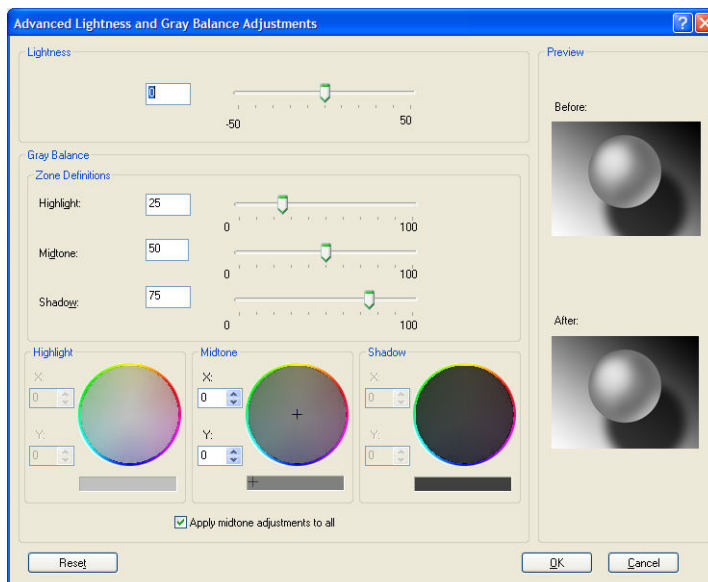 Advanced Lightness and Gray Balance Adjustments
Lightness
0
-50 50
Gray Balance
Zone Definitions
Highlight: 25
0 100
Midtone: 50
0 100
Shadow: 75
0 100
Highlight
X:
0
Y:
0
Midtone
X:
0
Y:
0
Shadow
X:
0
Y:
0
Apply midtone adjustments to all
Preview
Before:
After:
Reset OK Cancel